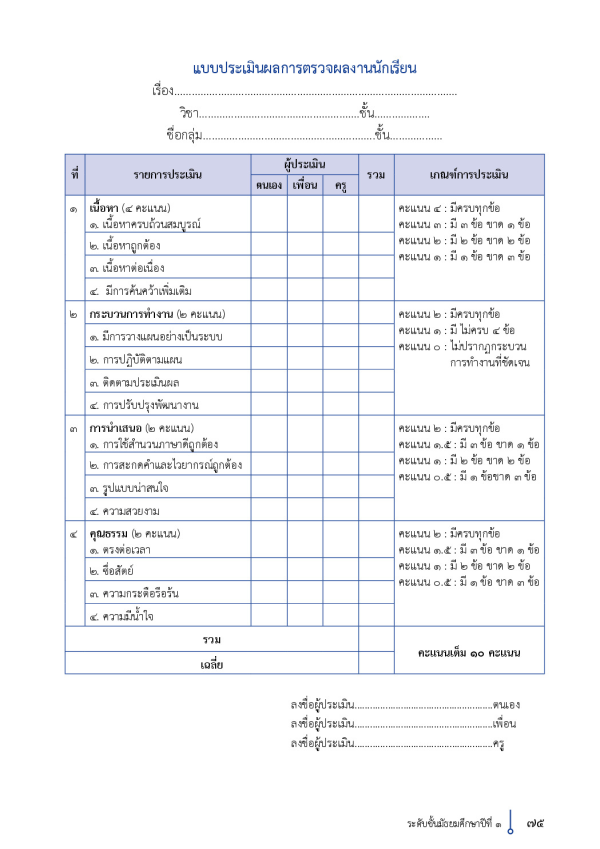 แบบประเมินผลการตรวจผลงานนักเรียน
เรื่อง................................................................................................
วิชา......................................................ชั้น...................
ชื่อกลุ่ม..........................................................ชั้น..................
ที่ รายการประเมิน ผู้ประเมิน รวม เกณฑ์การประเมิน
ตนเอง เพื่อน ครู
๑ เนื้อหา (๔ คะแนน)
๑. เนื้อหาครบถ้วนสมบูรณ์
๒. เนื้อหาถูกต้อง
๓. เนื้อหาต่อเนื่อง
๔. มีการค้นคว้าเพิ่มเติม
คะแนน ๔ : มีครบทุกข้อ
คะแนน ๓ : มี ๓ ข้อ ขาด ๑ ข้อ
คะแนน ๒ : มี ๒ ข้อ ขาด ๒ ข้อ
คะแนน ๑ : มี ๑ ข้อ ขาด ๓ ข้อ
๒ กระบวนการทำงาน (๒ คะแนน)
๑. มีการวางแผนอย่างเป็นระบบ
๒. การปฏิบัติตามแผน
๓. ติดตามประเมินผล
๔. การปรับปรุงพัฒนางาน
คะแนน ๒ : มีครบทุกข้อ
คะแนน ๑ : มี ไม่ครบ ๔ ข้อ
คะแนน ๐ : ไม่ปรากฏกระบวน
การทำงานที่ชัดเจน
๓ การนำเสนอ (๒ คะแนน)
๑. การใช้สำนวนภาษาดีถูกต้อง
๒. การสะกดคำและไวยากรณ์ถูกต้อง
๓. รูปแบบน่าสนใจ
๔. ความสวยงาม
คะแนน ๒ : มีครบทุกข้อ
คะแนน ๑.๕ : มี ๓ ข้อ ขาด ๑ ข้อ
คะแนน ๑ : มี ๒ ข้อ ขาด ๒ ข้อ
คะแนน ๐.๕ : มี ๑ ข้อขาด ๓ ข้อ
๔ คุณธรรม (๒ คะแนน)
๑. ตรงต่อเวลา
๒. ซื่อสัตย์
๓. ความกระตือรือร้น
๔. ความมีน้ำใจ
คะแนน ๒ : มีครบทุกข้อ
คะแนน ๑.๕ : มี ๓ ข้อ ขาด ๑ ข้อ
คะแนน ๑ : มี ๒ ข้อ ขาด ๒ ข้อ
คะแนน ๐.๕ : มี ๑ ข้อ ขาด ๓ ข้อ
รวม
เฉลี่ย
คะแนนเต็ม ๑๐ คะแนน
ลงชื่อผู้ประเมิน......................................................ตนเอง
ลงชื่อผู้ประเมิน......................................................เพื่อน
ลงชื่อผู้ประเมิน......................................................ครู
ระดับชั้นมัธยมศึกษาปีที่ ๑ ๗๕